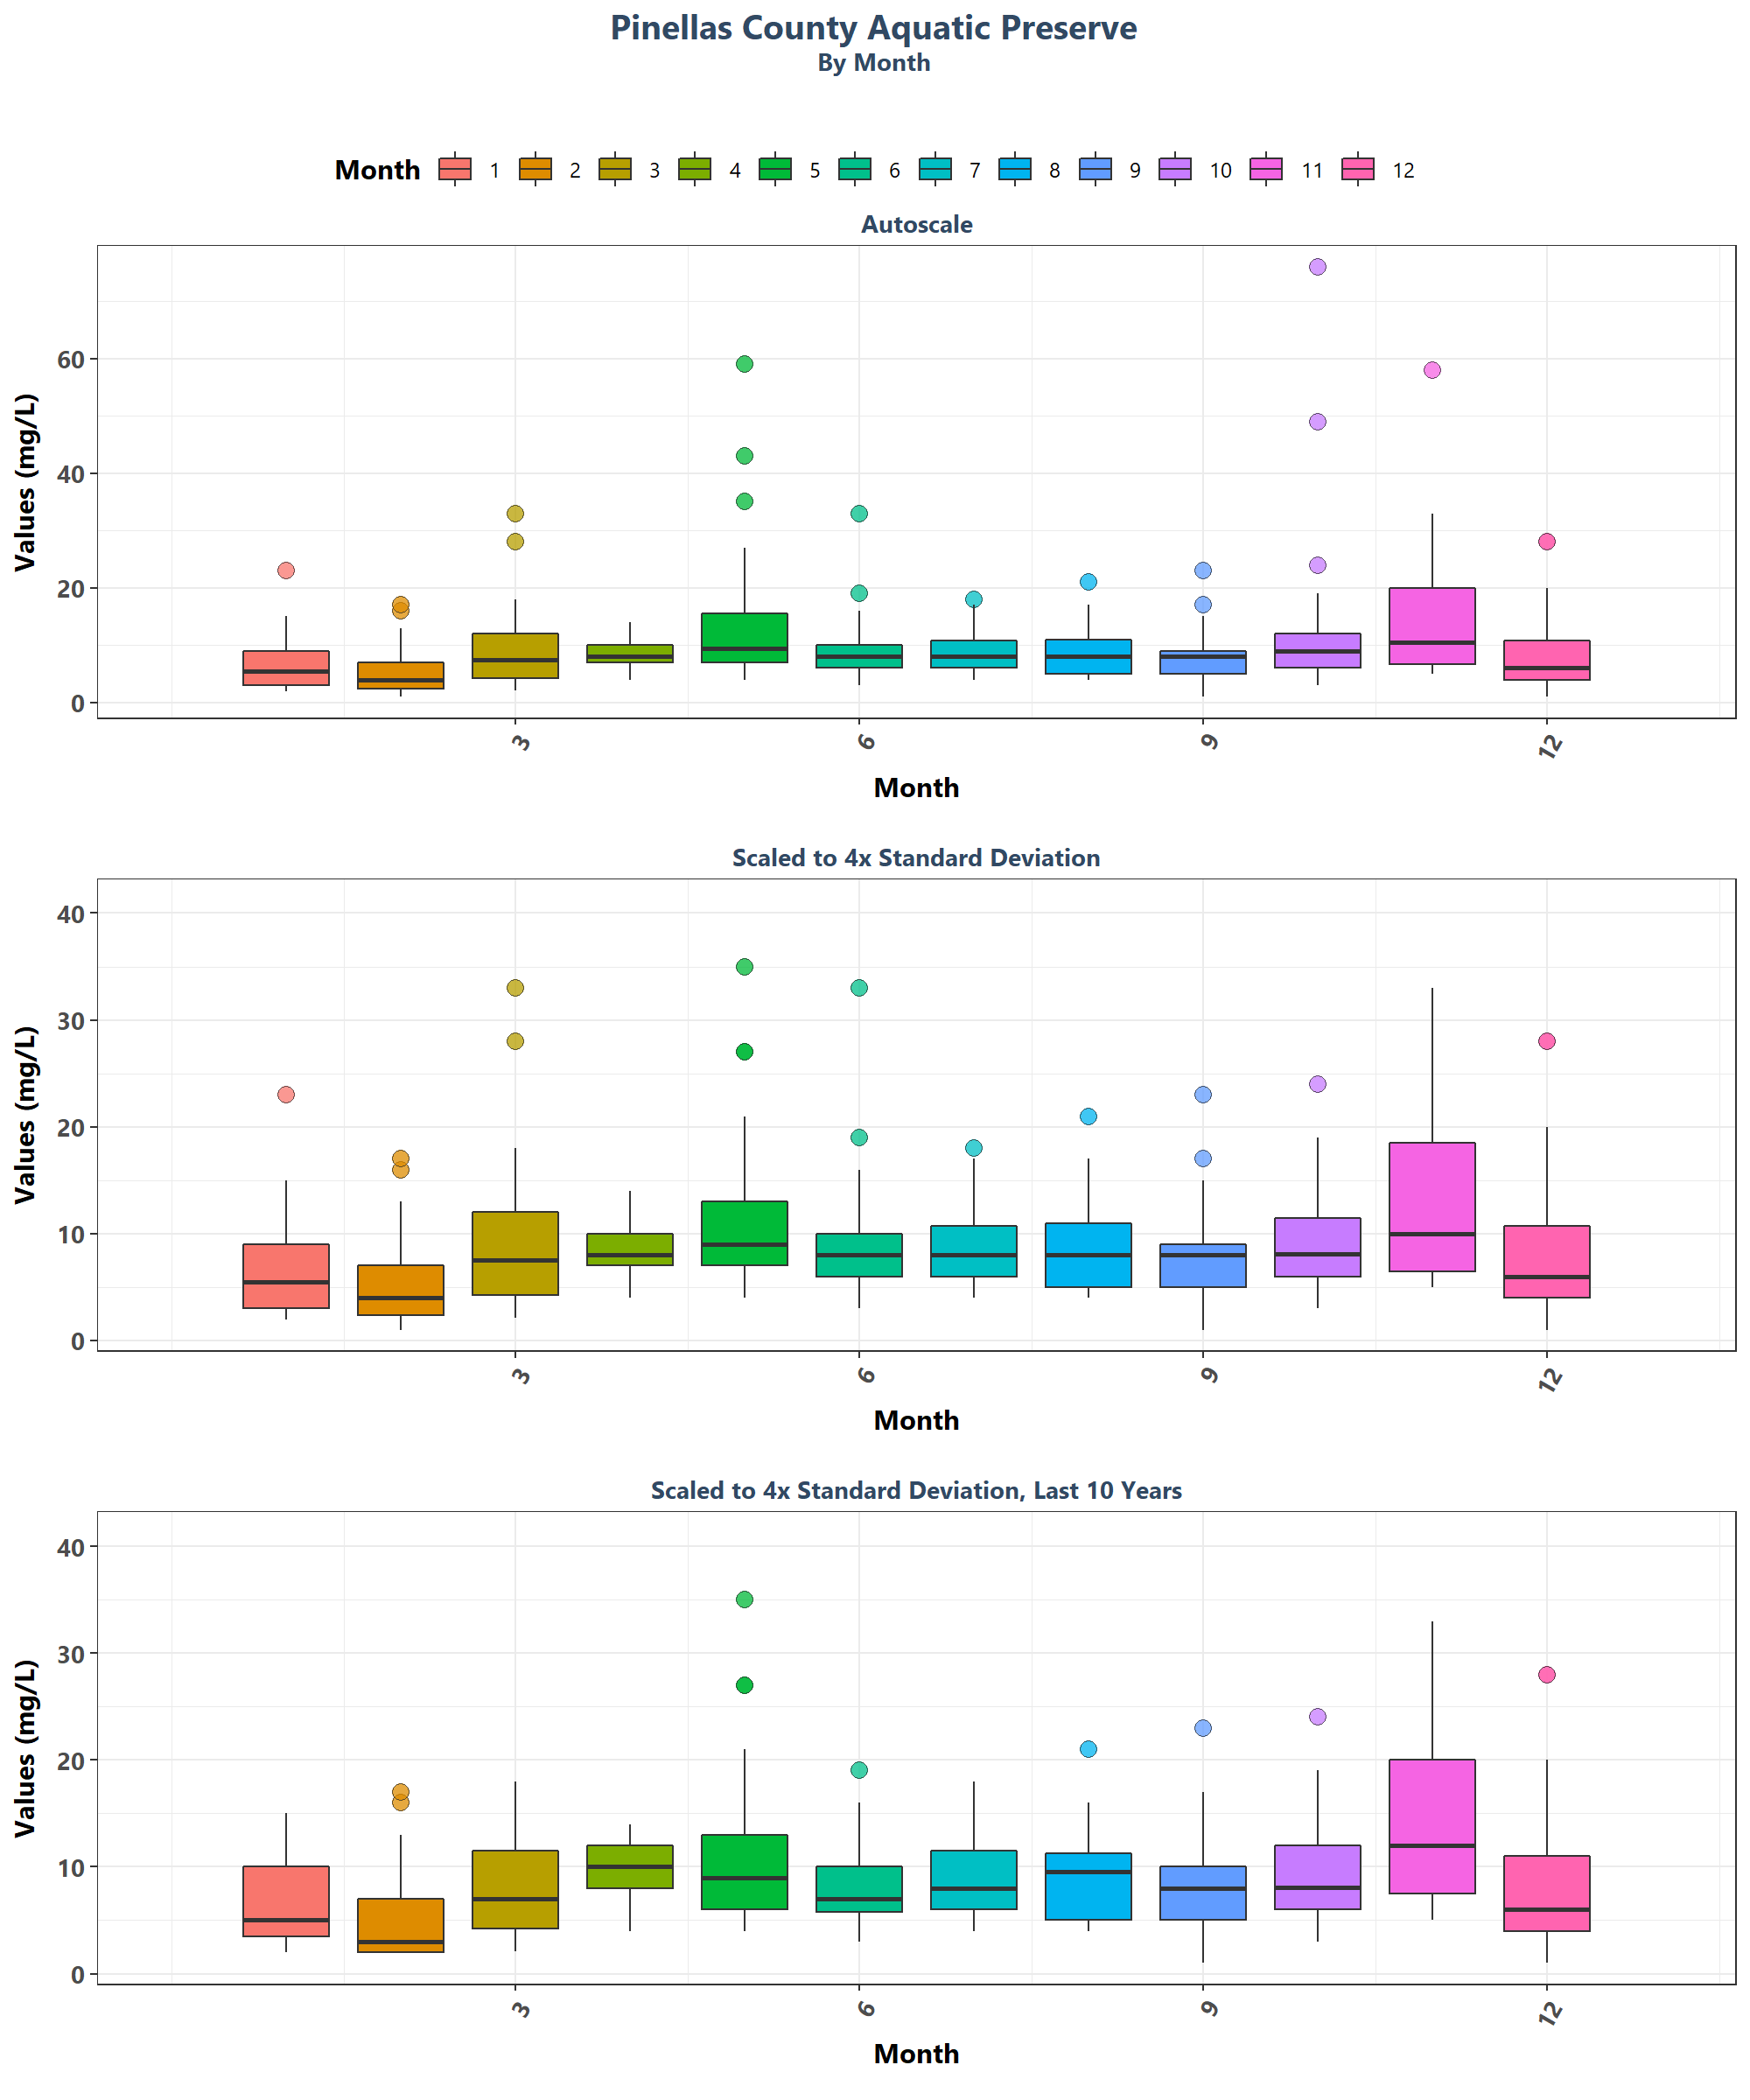 Pinellas County Aquatic Preserve
By Month
Month 1 2 3 4 5 6 7 8 9 10 11 12
Autoscale
Values (mg/L)
60
40
20
0
3 6 9 12
Month
Scaled to 4x Standard Deviation
Values (mg/L)
40
30
20
10
0
3 6 9 12
Month
Scaled to 4x Standard Deviation, Last 10 Years
Values (mg/L)
40
30
20
10
0
3 6 9 12
Month